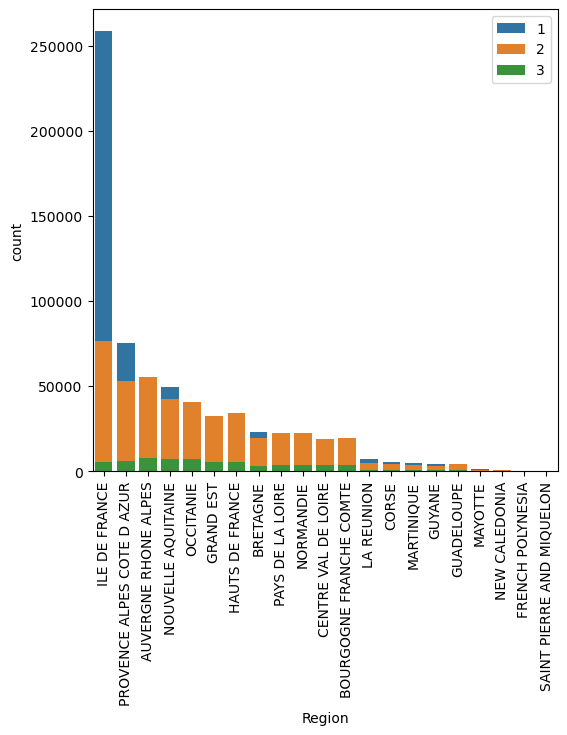 1
2
3
250000
200000
150000
100000
50000
0
count
ILE DE FRANCE
PROVENCE ALPES COTE D AZUR
AUVERGNE RHONE ALPES
NOUVELLE AQUITAINE
OCCITANIE
GRAND EST
HAUTS DE FRANCE
BRETAGNE
PAYS DE LA LOIRE
NORMANDIE
CENTRE VAL DE LOIRE
BOURGOGNE FRANCHE COMTE
LA REUNION
CORSE
MARTINIQUE
GUYANE
GUADELOUPE
MAYOTTE
NEW CALEDONIA
FRENCH POLYNESIA
SAINT PIERRE AND MIQUELON
Region